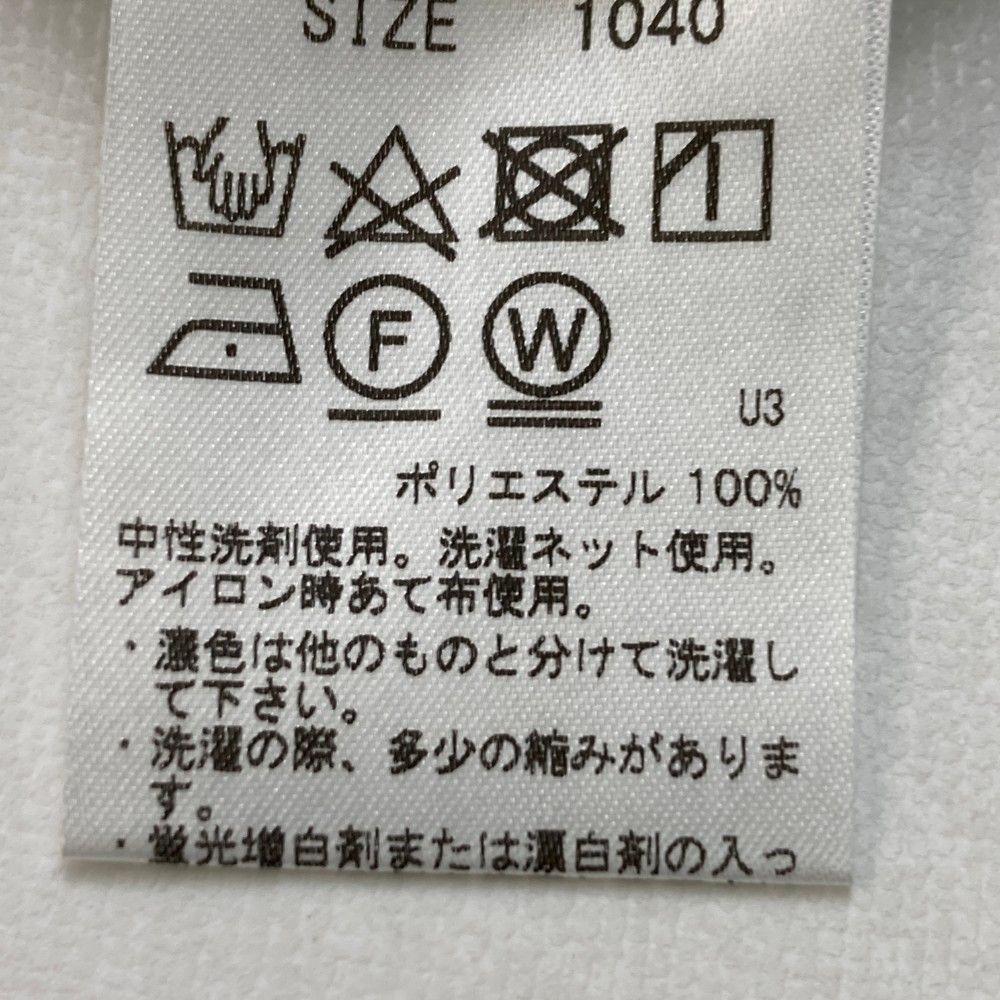 SIZE 1040
F W
U3
ポリエステル 100%
中性洗剤使用。洗濯ネット使用。
アイロン時あて布使用。
・濃色は他のものと分けて洗濯し
て下さい。
・洗濯の際、多少の縮みがありま
す。
・蛍光増白剤または漂白剤の入っ